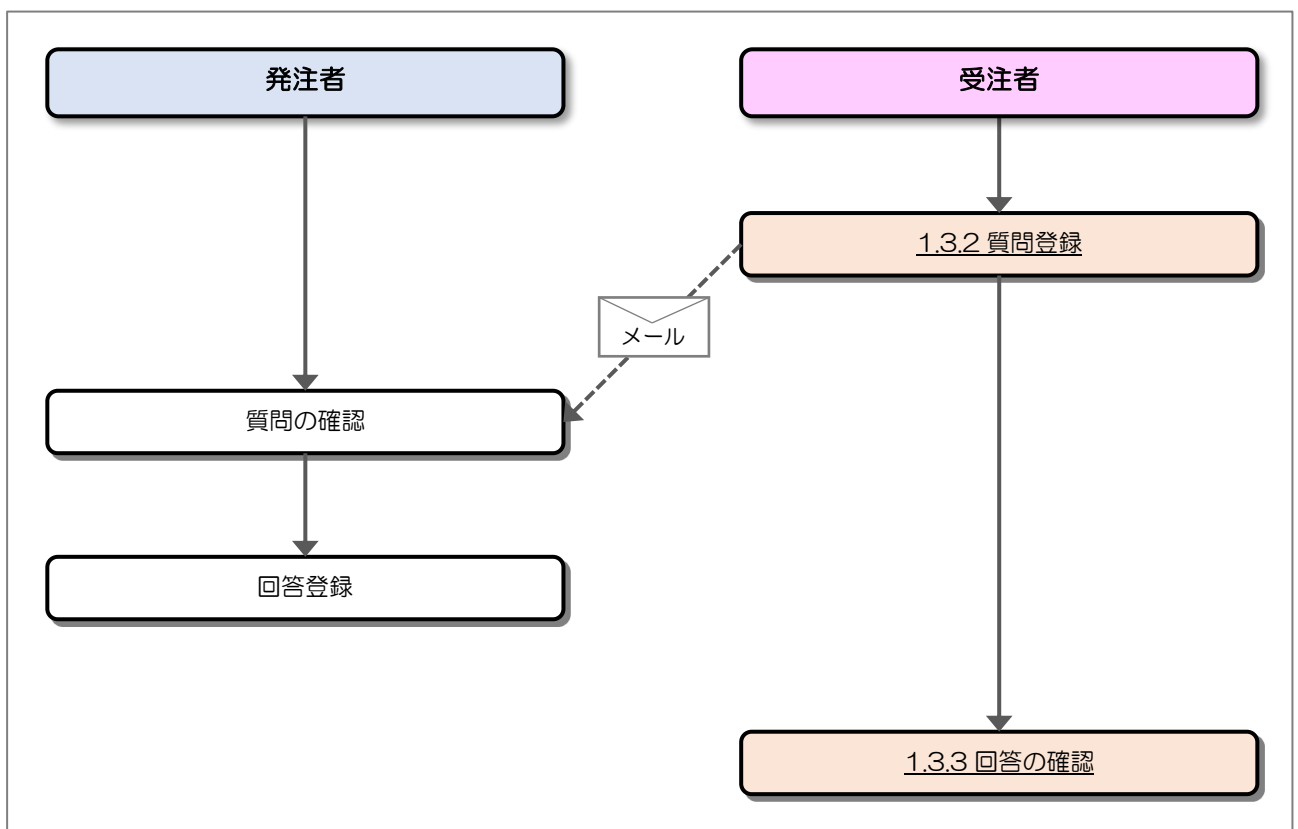 発注者
受注者
1.3.2 質問登録
メール
質問の確認
回答登録
1.3.3 回答の確認